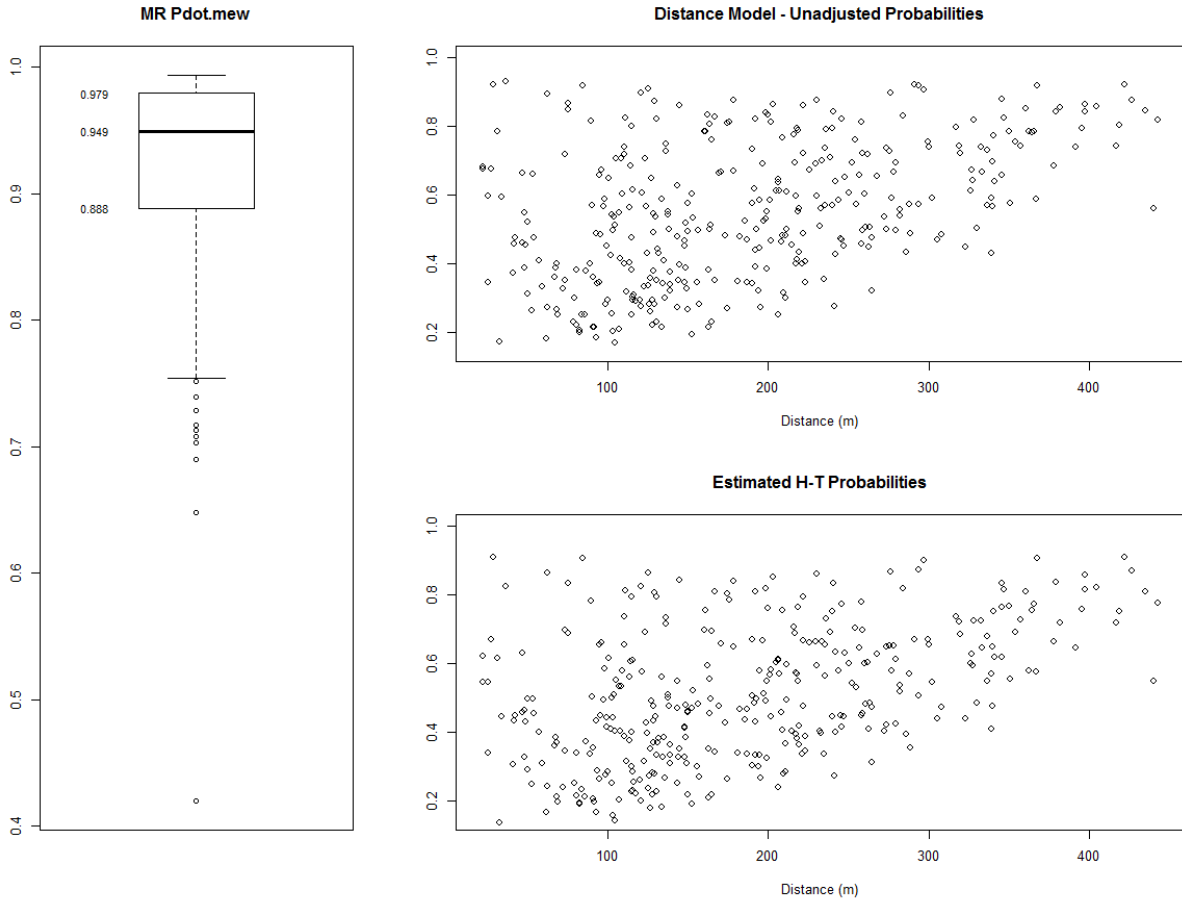 MR Pdot.mew
1.0
0.9
0.8
0.7
0.6
0.5
0.4
0.979
0.949
0.888
Distance Model - Unadjusted Probabilities
1.0
0.8
0.6
0.4
0.2
100 200 300 400
Distance (m)
Estimated H-T Probabilities
1.0
0.8
0.6
0.4
0.2
100 200 300 400
Distance (m)